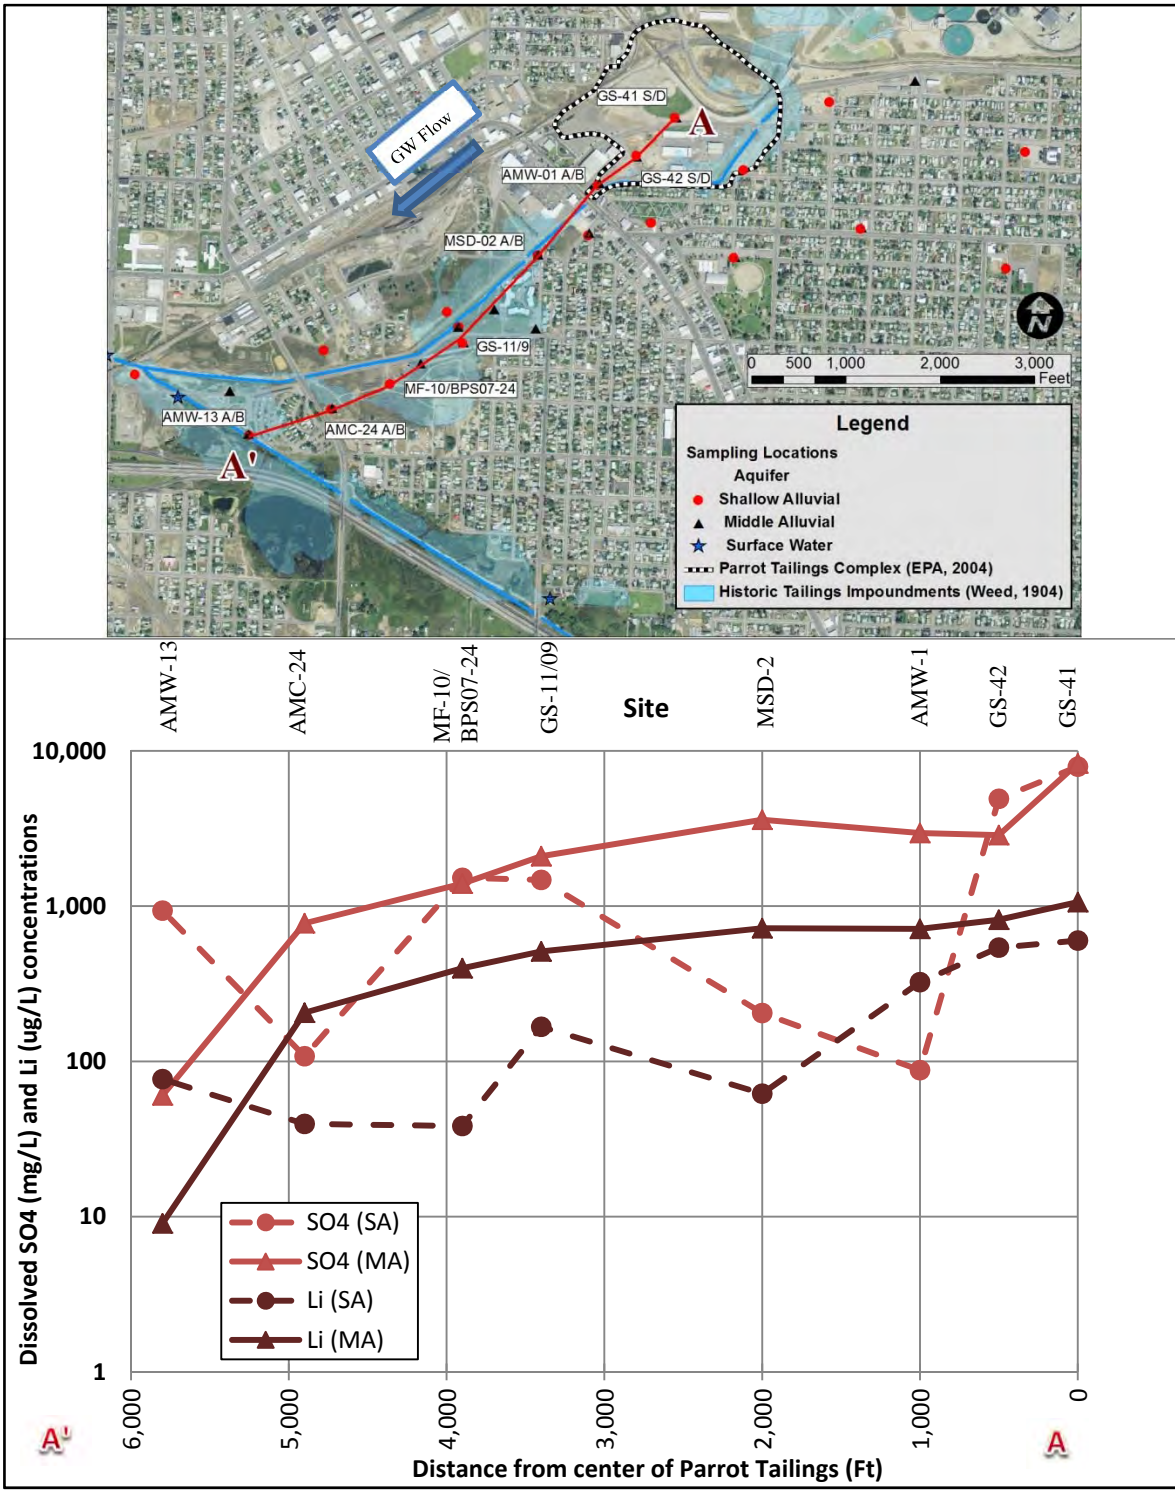 GS-41 S/D
A
GW Flow
AMW-01 A/B
GS-42 S/D
MSD-02 A/B
GS-11/9
MF-10/BPS07-24
AMW-13 A/B
AMC-24 A/B
A'
N
0 500 1,000 2,000 3,000
Feet
Legend
Sampling Locations
Aquifer
Shallow Alluvial
Middle Alluvial
Surface Water
Parrot Tailings Complex (EPA, 2004)
Historic Tailings Impoundments (Weed, 1904)
AMW-13
AMC-24
MF-10/
BPS07-24
GS-11/09
Site
MSD-2
AMW-1
GS-42
GS-41
Dissolved SO4 (mg/L) and Li (ug/L) concentrations
10,000
1,000
100
10
1
SO4 (SA)
SO4 (MA)
Li (SA)
Li (MA)
6,000 5,000 4,000 3,000 2,000 1,000 0
A' A
Distance from center of Parrot Tailings (Ft)